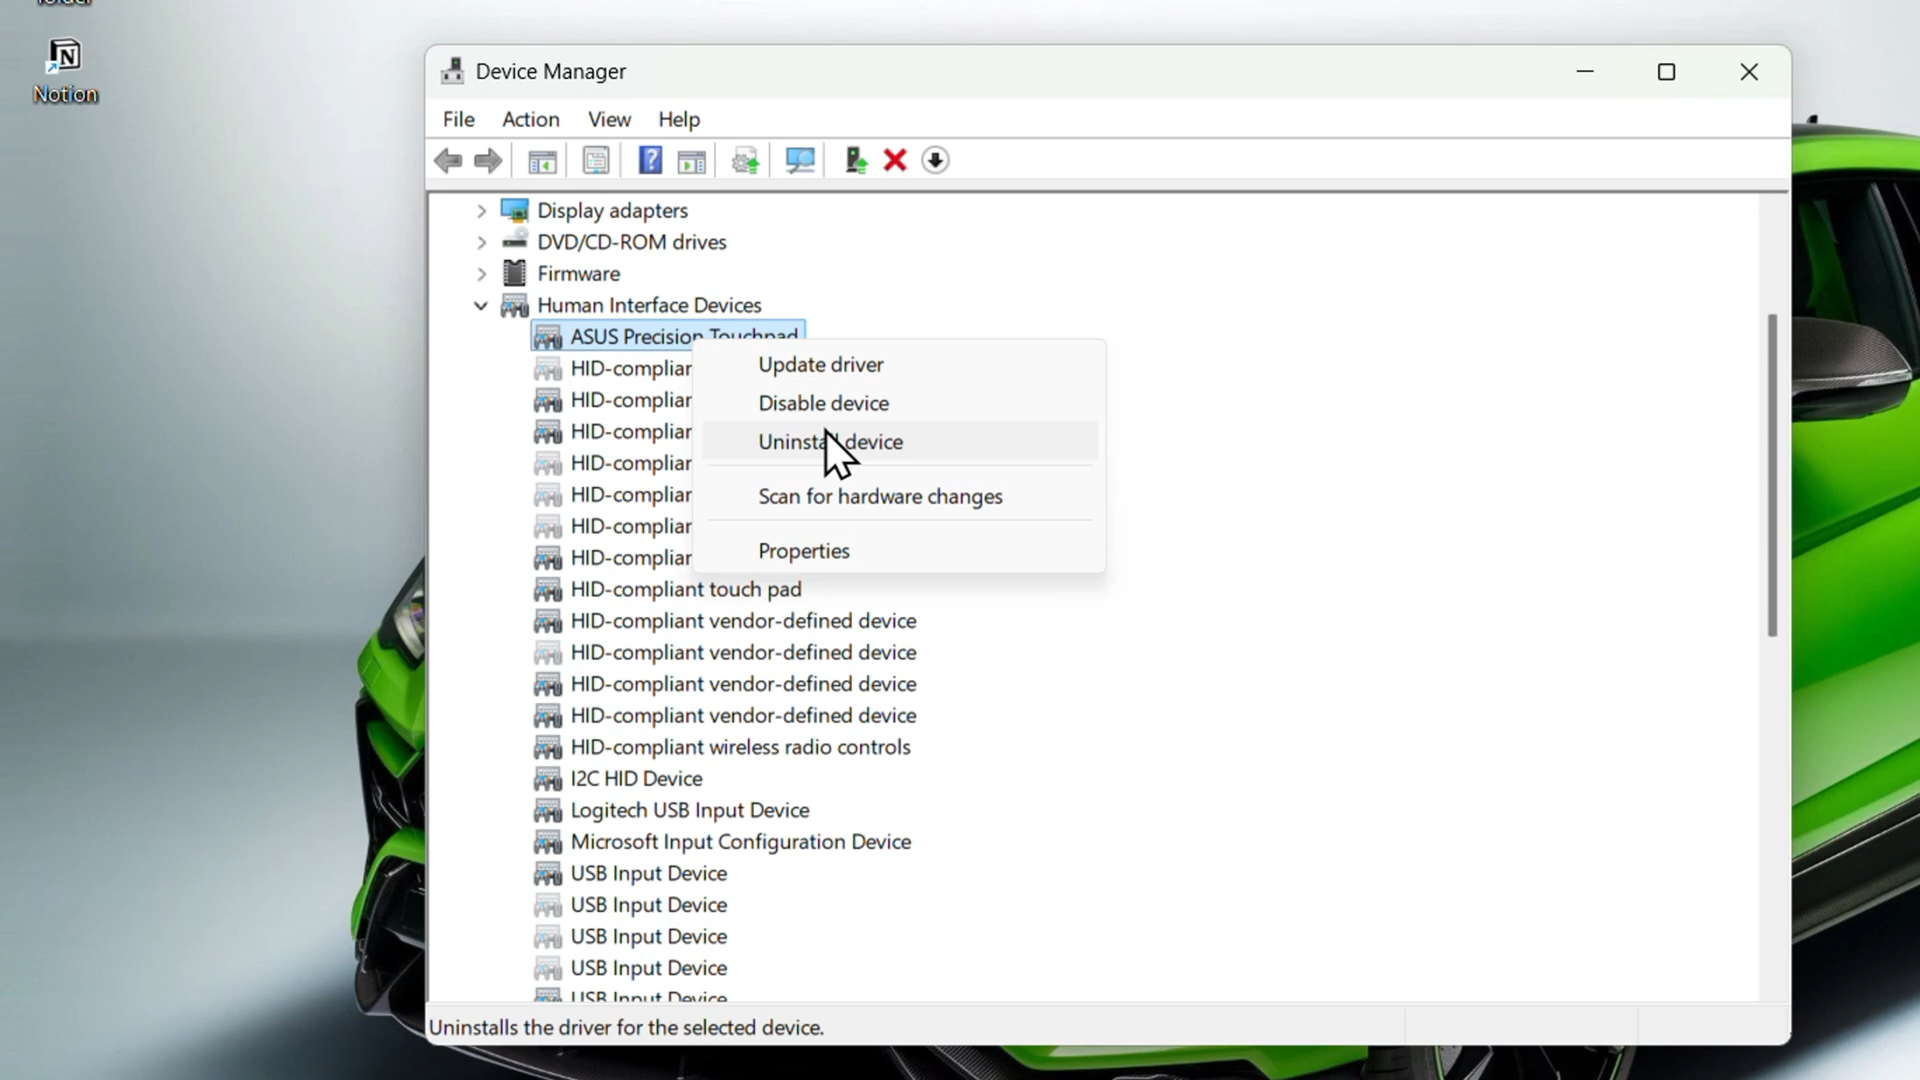 Notion
Device Manager
File Action View Help
Display adapters
DVD/CD-ROM drives
Firmware
Human Interface Devices
ASUS Precision Touchpad
HID-complian
HID-complian
HID-complian
HID-complian
HID-complian
HID-complian
HID-complian
Update driver
Disable device
Uninstall device
Scan for hardware changes
Properties
HID-compliant touch pad
HID-compliant vendor-defined device
HID-compliant vendor-defined device
HID-compliant vendor-defined device
HID-compliant vendor-defined device
HID-compliant wireless radio controls
I2C HID Device
Logitech USB Input Device
Microsoft Input Configuration Device
USB Input Device
USB Input Device
USB Input Device
USB Input Device
USB Input Device
Uninstalls the driver for the selected device.